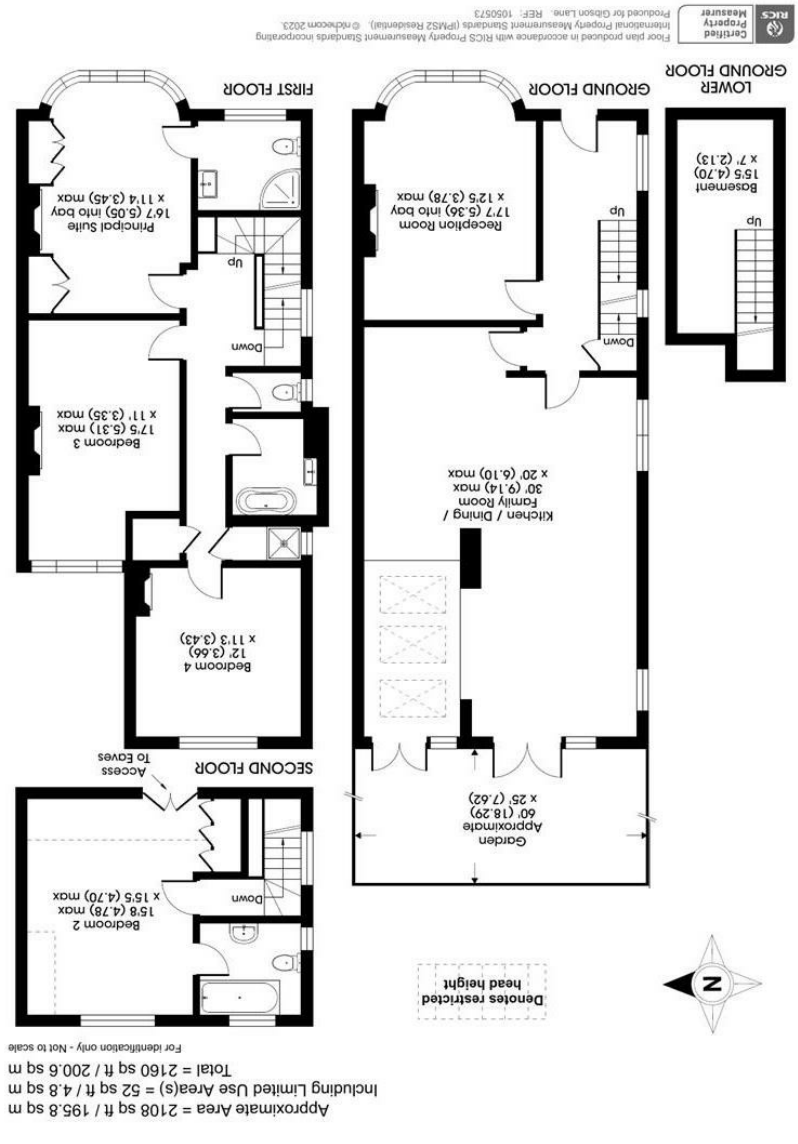 Approximate Area = 2108 sq ft / 195.8 sq m
Including Limited Use Area(s) = 52 sq ft / 4.8 sq m
Total = 2160 sq ft / 200.6 sq m
For identification only - Not to scale
N
Denotes restricted
head height
Down
Bedroom 2
15'8 (4.78) max
x 15'5 (4.70) max
Access
To Eaves
SECOND FLOOR
Garden
Approximate
60' (18.29)
x 25' (7.62)
Bedroom 4
12' (3.66)
x 11'3 (3.43)
Kitchen / Dining /
Family Room
30' (9.14) max
x 20' (6.10) max
Bedroom 3
17'5 (5.31) max
x 11' (3.35) max
Down
Up
Principal Suite
16'7 (5.05) into bay
x 11'4 (3.45) max
FIRST FLOOR
Down
Up
Reception Room
17'7 (5.36) into bay
x 12'5 (3.78) max
GROUND FLOOR
Up
Basement
15'5 (4.70)
x 7' (2.13)
LOWER
GROUND FLOOR
RICS
Certified
Property
Measurer
Floor plan produced in accordance with RICS Property Measurement Standards incorporating
International Property Measurement Standards (IPMS2 Residential). ©nichecom 2023.
Produced for Gibson Lane. REF: 1050573